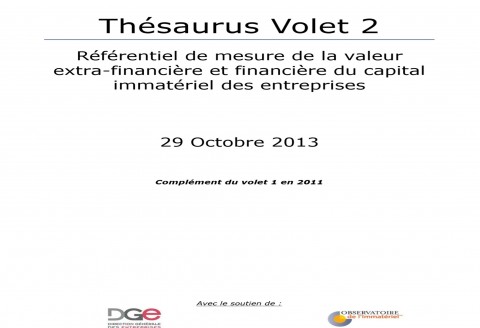 Thésaurus Volet 2
Référentiel de mesure de la valeur
extra-financière et financière du capital
immatériel des entreprises
29 Octobre 2013
Complément du volet 1 en 2011
Avec le soutien de :
DGE
DIRECTION GÉNÉRALE
DES ENTREPRISES
OBSERVATOIRE
de l'immatériel